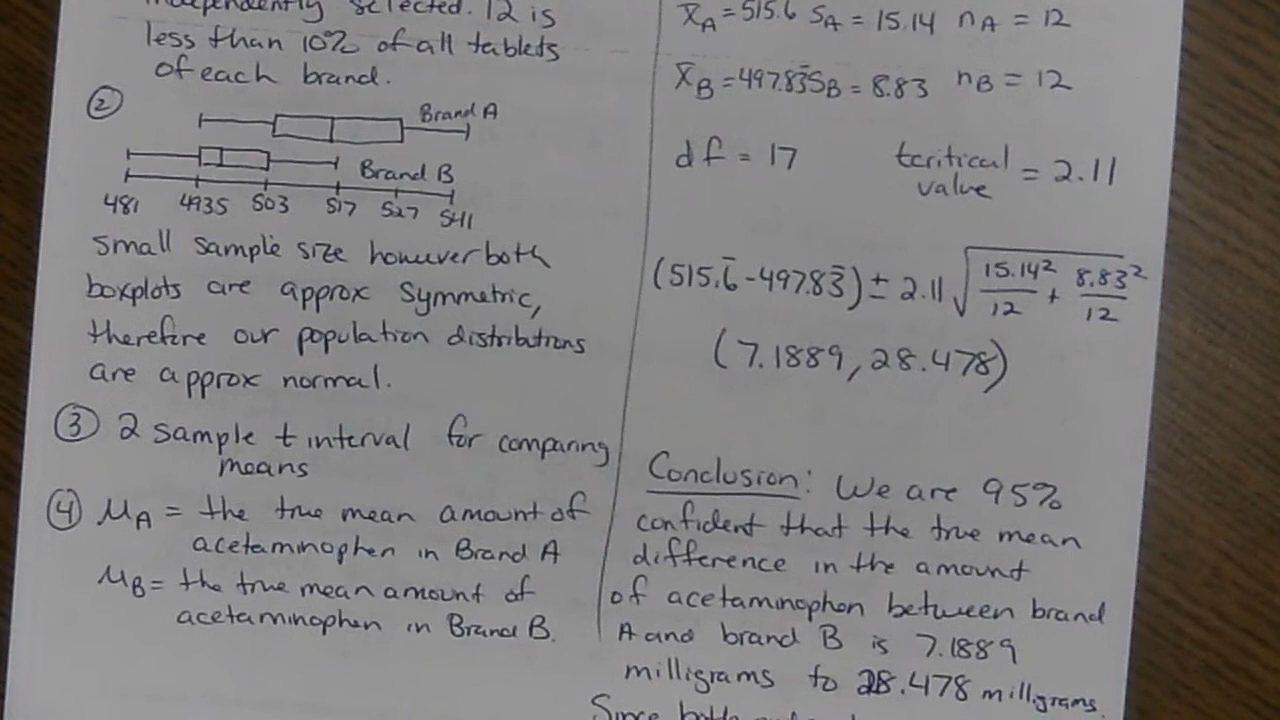 independently selected. 12 is
less than 10% of all tablets
of each brand.
②
Brand A
Brand B
481 493.5 503 517 527 541
small sample size however both
boxplots are approx symmetric,
therefore our population distributions
are approx normal.
③ 2 sample t interval for comparing
means
④ μA = the true mean amount of
acetaminophen in Brand A
μB = the true mean amount of
acetaminophen in Brand B.
x̄A = 515.6 SA = 15.14 nA = 12
x̄B = 497.83̄ SB = 8.83 nB = 12
df = 17 tcritical value = 2.11
(515.6̄ - 497.83̄) ± 2.11 √(15.14²/12 + 8.83²/12)
(7.1889, 28.478)
Conclusion: We are 95%
confident that the true mean
difference in the amount
of acetaminophen between brand
A and brand B is 7.1889
milligrams to 28.478 milligrams.
Since both